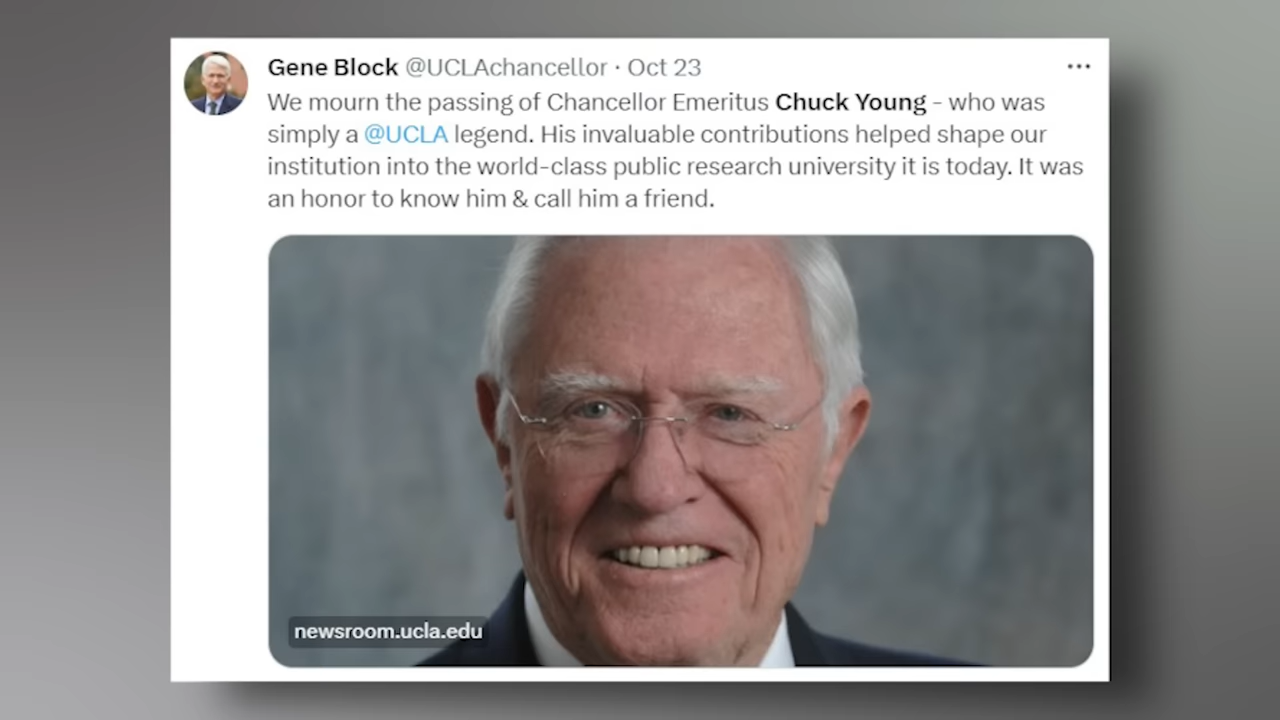 Gene Block @UCLAchancellor · Oct 23
We mourn the passing of Chancellor Emeritus Chuck Young - who was
simply a @UCLA legend. His invaluable contributions helped shape our
institution into the world-class public research university it is today. It was
an honor to know him & call him a friend.
newsroom.ucla.edu